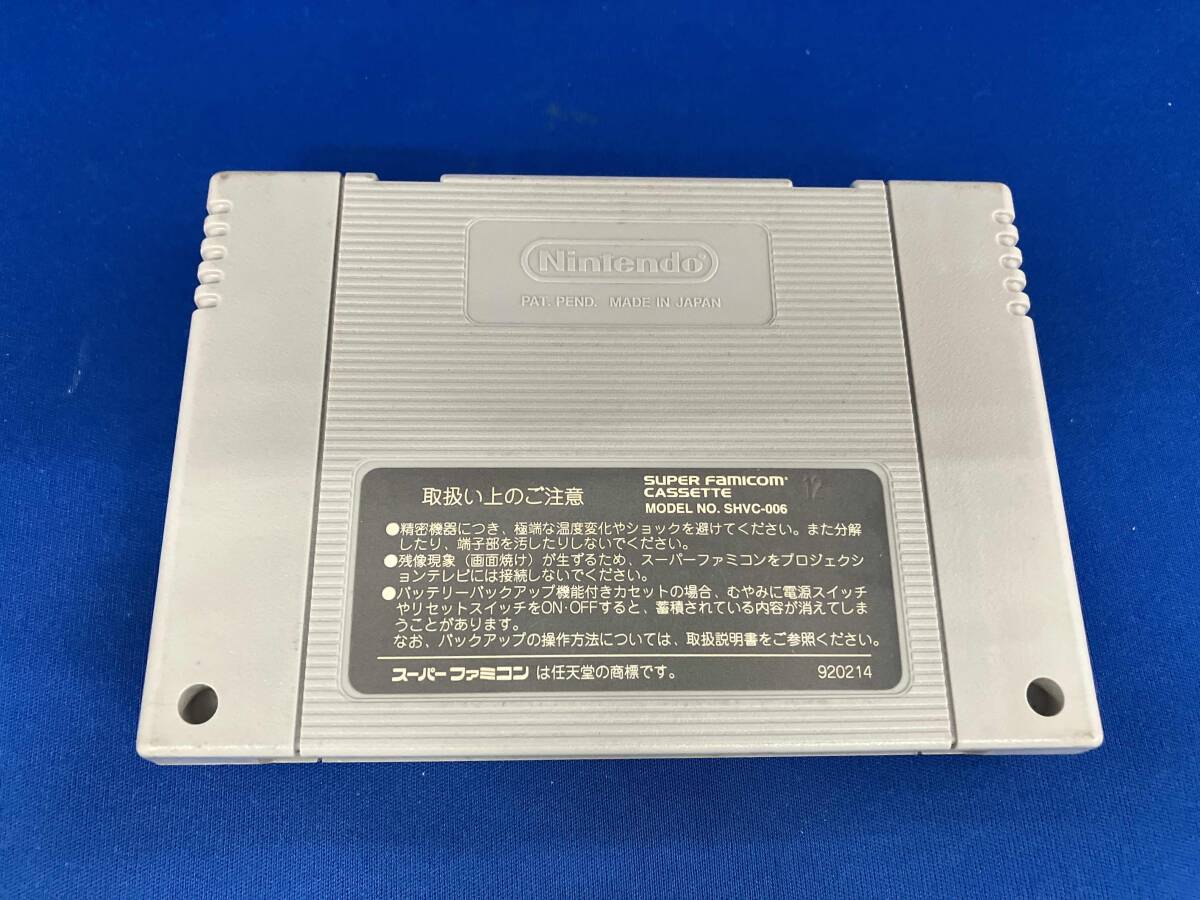 Nintendo®
PAT. PEND. MADE IN JAPAN
取扱い上のご注意
SUPER FAMICOM®
CASSETTE
MODEL NO. SHVC-006
12
●精密機器につき、極端な温度変化やショックを避けてください。また分解
したり、端子部を汚したりしないでください。
●残像現象（画面焼け）が生ずるため、スーパーファミコンをプロジェクシ
ョンテレビには接続しないでください。
●バッテリーバックアップ機能付きカセットの場合、むやみに電源スイッチ
やリセットスイッチをON･OFFすると、蓄積されている内容が消えてしま
うことがあります。
なお、バックアップの操作方法については、取扱説明書をご参照ください。
スーパーファミコンは任天堂の商標です。
920214